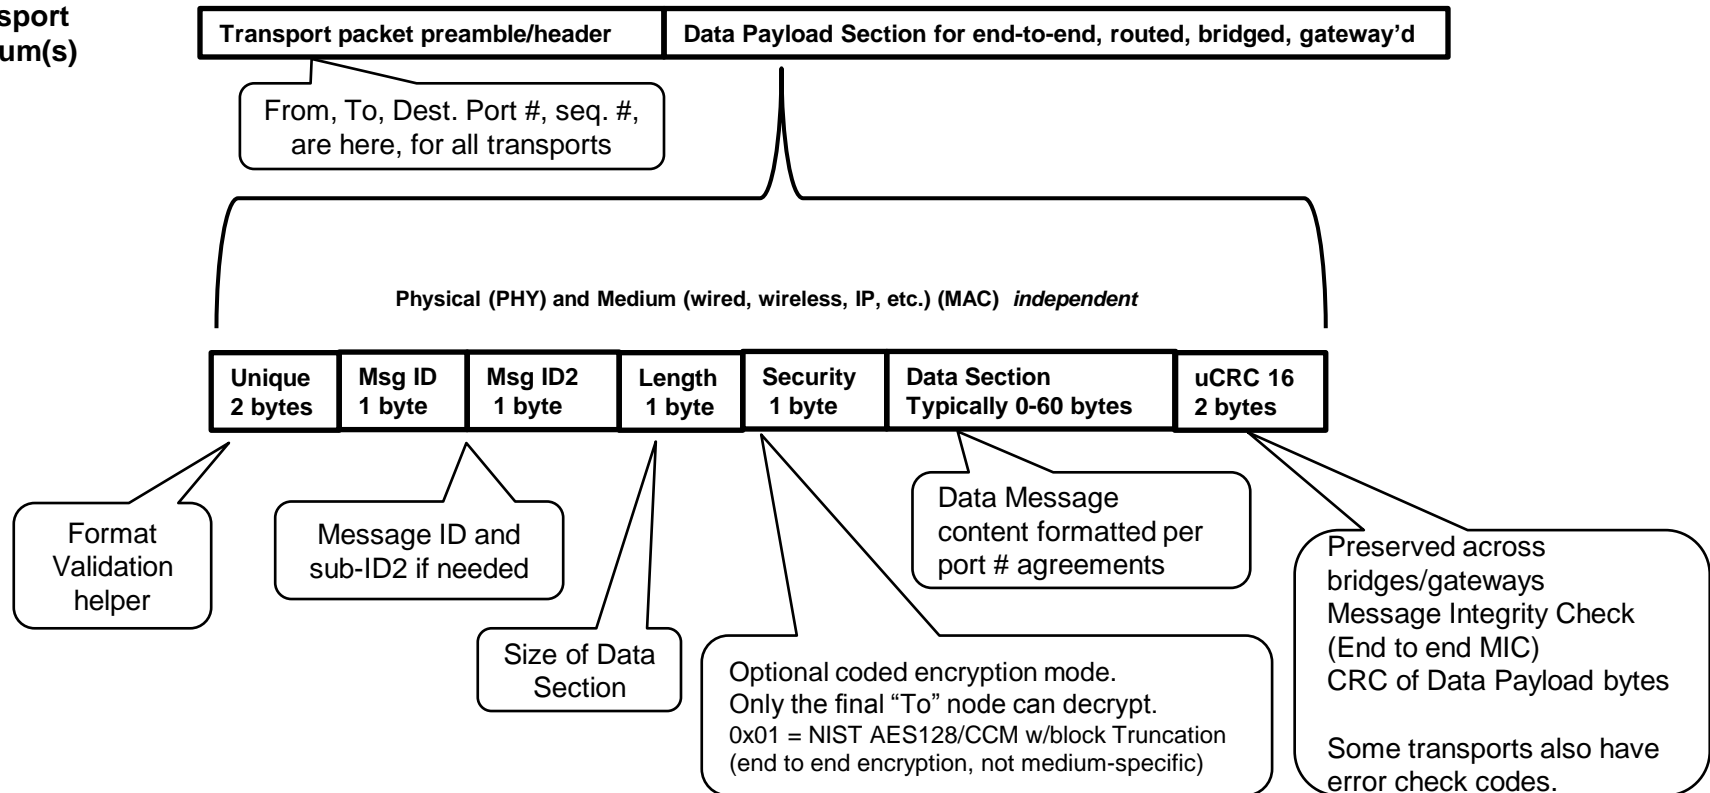 sport
um(s)
Transport packet preamble/header
Data Payload Section for end-to-end, routed, bridged, gateway’d
From, To, Dest. Port #, seq. #,
are here, for all transports
Physical (PHY) and Medium (wired, wireless, IP, etc.) (MAC) independent
Unique
2 bytes
Msg ID
1 byte
Msg ID2
1 byte
Length
1 byte
Security
1 byte
Data Section
Typically 0-60 bytes
uCRC 16
2 bytes
Format
Validation
helper
Message ID and
sub-ID2 if needed
Size of Data
Section
Optional coded encryption mode.
Only the final “To” node can decrypt.
0x01 = NIST AES128/CCM w/block Truncation
(end to end encryption, not medium-specific)
Data Message
content formatted per
port # agreements
Preserved across
bridges/gateways
Message Integrity Check
(End to end MIC)
CRC of Data Payload bytes
Some transports also have
error check codes.